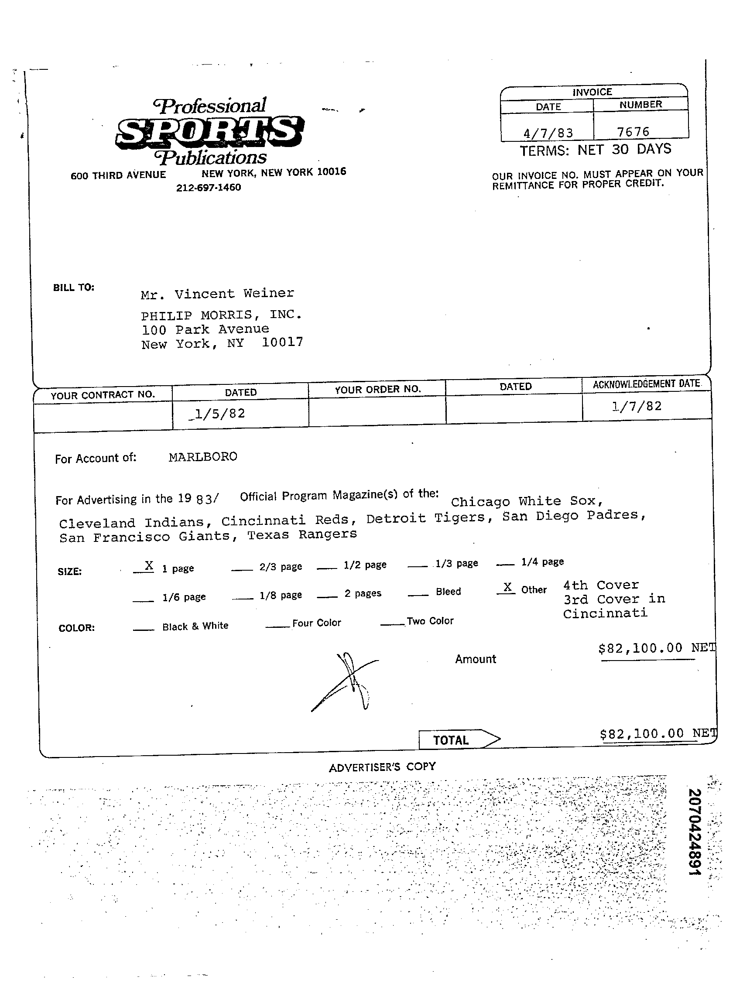 Professional
SPORTS
Publications
600 THIRD AVENUE NEW YORK, NEW YORK 10016
212-697-1460
INVOICE
DATE NUMBER
4/7/83 7676
TERMS: NET 30 DAYS
OUR INVOICE NO. MUST APPEAR ON YOUR
REMITTANCE FOR PROPER CREDIT.
BILL TO:
Mr. Vincent Weiner
PHILIP MORRIS, INC.
100 Park Avenue
New York, NY 10017
YOUR CONTRACT NO. DATED YOUR ORDER NO. DATED ACKNOWLEDGEMENT DATE
1/5/82 1/7/82
For Account of: MARLBORO
For Advertising in the 19 83/ Official Program Magazine(s) of the: Chicago White Sox,
Cleveland Indians, Cincinnati Reds, Detroit Tigers, San Diego Padres,
San Francisco Giants, Texas Rangers
SIZE: X 1 page ___ 2/3 page ___ 1/2 page ___ 1/3 page ___ 1/4 page
___ 1/6 page ___ 1/8 page ___ 2 pages ___ Bleed X Other 4th Cover
3rd Cover in
Cincinnati
COLOR: ___ Black & White ___ Four Color ___ Two Color
Amount $82,100.00 NET
TOTAL $82,100.00 NET
ADVERTISER'S COPY
2070424891